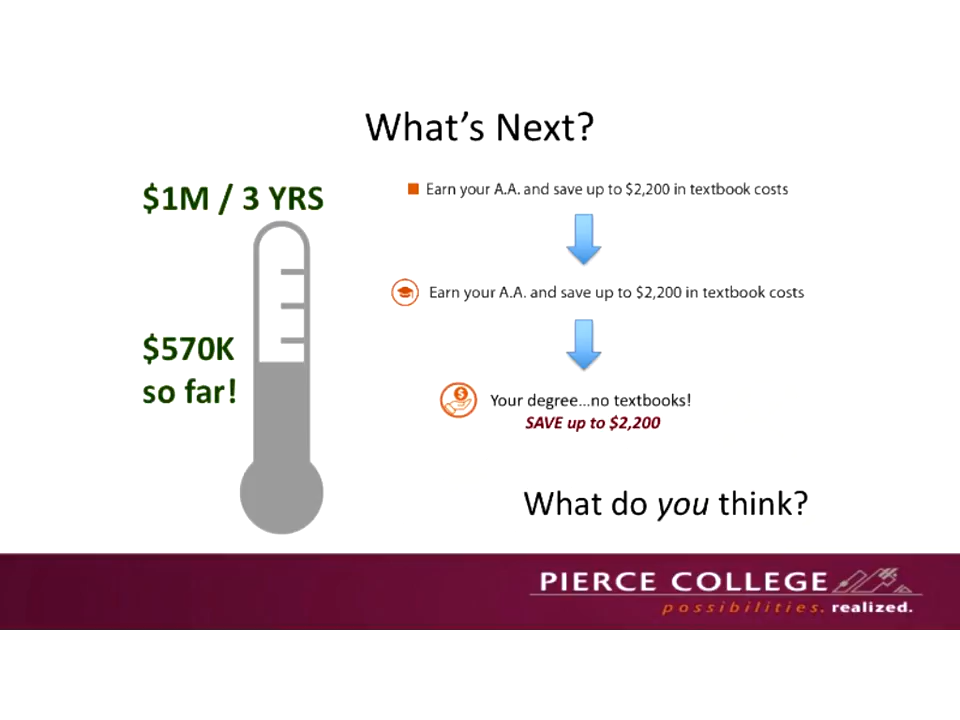 What's Next?
$1M / 3 YRS
$570K
so far!
Earn your A.A. and save up to $2,200 in textbook costs
Earn your A.A. and save up to $2,200 in textbook costs
$
Your degree...no textbooks!
SAVE up to $2,200
What do you think?
PIERCE COLLEGE
possibilities. realized.